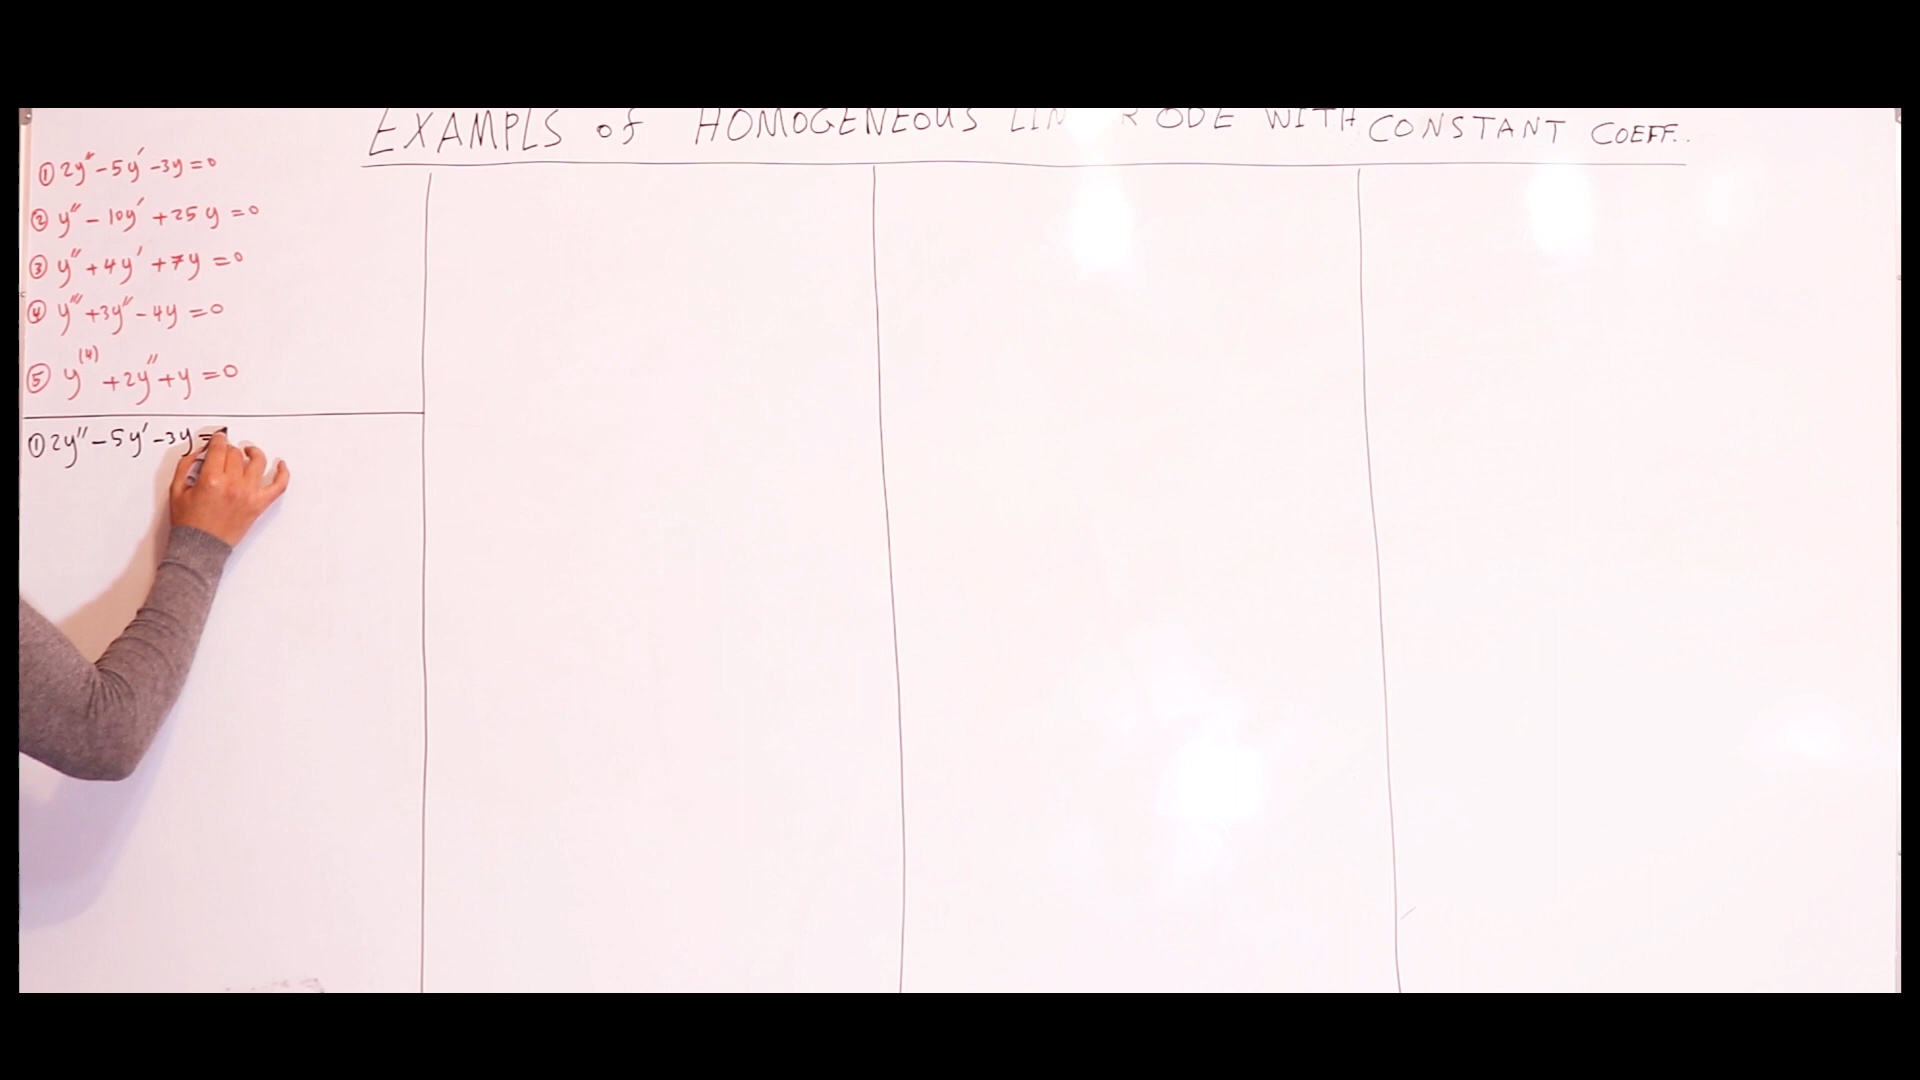 EXAMPLS of HOMOGENEOUS ODE WITH CONSTANT COEFF..
① 2y″ - 5y′ - 3y = 0
② y″ - 10y′ + 25y = 0
③ y″ + 4y′ + 7y = 0
④ y‴ + 3y″ - 4y = 0
⑤ y⁽⁴⁾ + 2y″ + y = 0
① 2y″ - 5y′ - 3y =